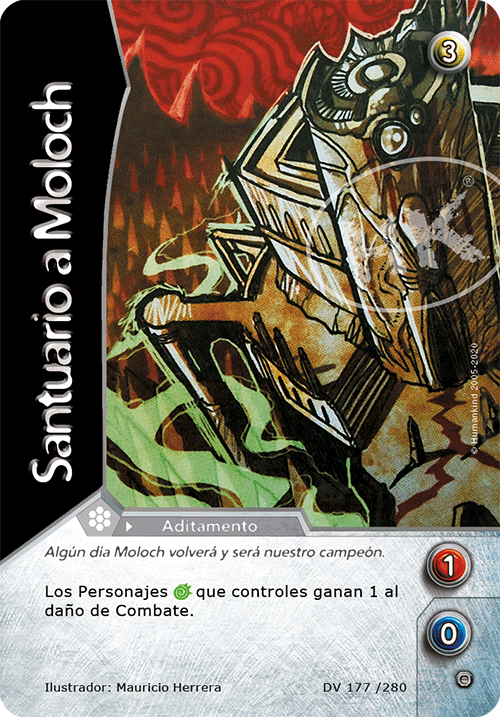 3
Santuario a Moloch
HK®
© Humankind 2005-2020
Aditamento
Algún día Moloch volverá y será nuestro campeón.
Los Personajes que controles ganan 1 al
daño de Combate.
1
0
Ilustrador: Mauricio Herrera
DV 177 /280